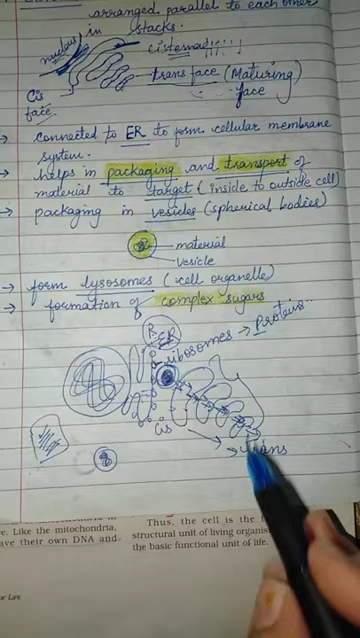 arranged parallel to each other
in stacks.
nucleus
cisternae
trans face (Maturing)
face
Cis
face.
→ connected to ER to form cellular membrane
system.
→ helps in packaging and transport of
material to target (inside to outside cell)
→ packaging in vesicles (spherical bodies)
material
vesicle
→ form lysosomes (cell organelle)
→ formation of complex sugars
RER
ribosomes → Proteins..
Cis
→ trans
e. Like the mitochondria,
ave their own DNA and
Thus, the cell is the
structural unit of living organis
the basic functional unit of life.
OF LIFE